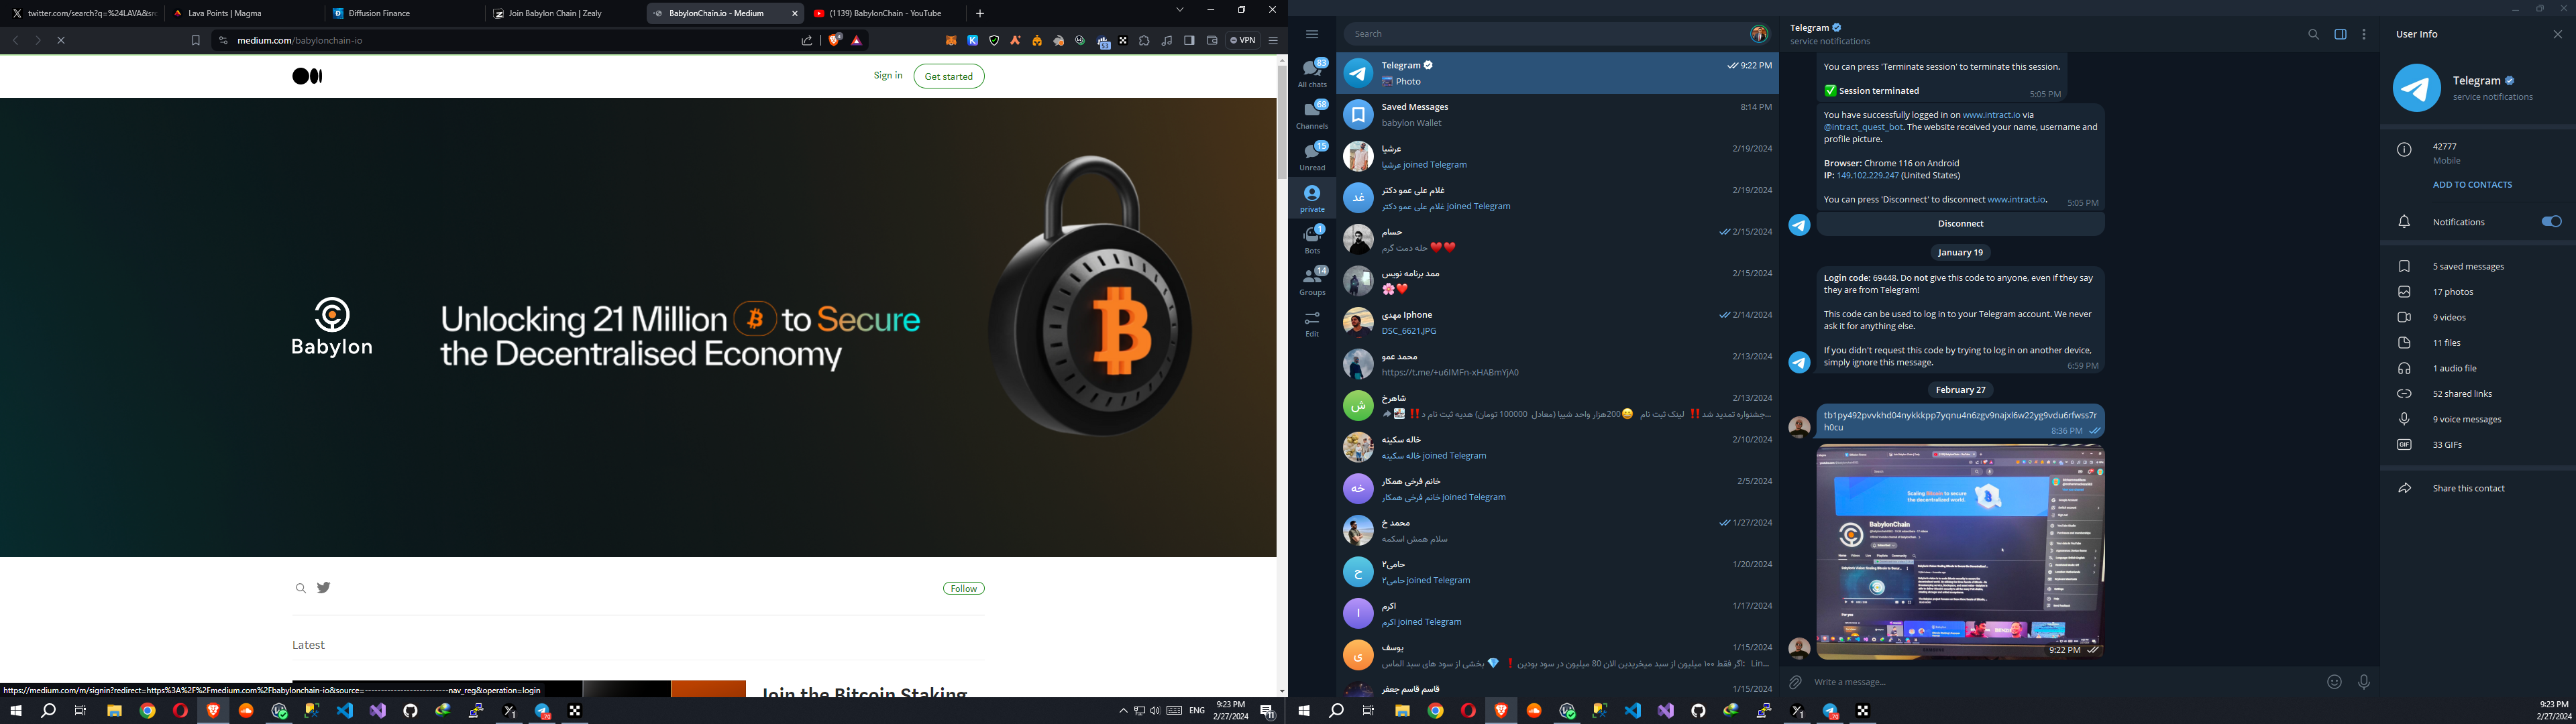 twitter.com/search?q=%24LAVA&src
Lava Points | Magma
Diffusion Finance
Join Babylon Chain | Zealy
BabylonChain.io - Medium
(1139) BabylonChain - YouTube
medium.com/babylonchain-io
VPN
Sign in
Get started
Babylon
Unlocking 21 Million to Secure
the Decentralised Economy
Follow
Latest
Join the Bitcoin Staking
https://medium.com/m/signin?redirect=https%3A%2F%2Fmedium.com%2Fbabylonchain-io&source=--------------------------nav_reg&operation=login
ENG
9:23 PM
2/27/2024
Search
83
All chats
68
Channels
15
Unread
private
1
Bots
14
Groups
Edit
Telegram
9:22 PM
Photo
Saved Messages
8:14 PM
babylon Wallet
عرشیا
2/19/2024
عرشیا joined Telegram
غد
غلام علی عمو دکتر
2/19/2024
غلام علی عمو دکتر joined Telegram
حسام
2/15/2024
حله دمت گرم ❤️❤️
ممد برنامه نویس
2/15/2024
🌸❤️
مهدی Iphone
2/14/2024
DSC_6621.JPG
محمد عمو
2/13/2024
https://t.me/+u6IMFn-xHABmYjA0
ش
شاهرخ
2/13/2024
جشنواره تمدید شد‼️ لینک ثبت نام 😄200هزار واحد شیبا (معادل 100000 تومان) هدیه ثبت نام د‼️...
خاله سکینه
2/10/2024
خاله سکینه joined Telegram
خه
خانم فرخی همکار
2/5/2024
خانم فرخی همکار joined Telegram
محمد خ
1/27/2024
سلام همش اسکمه
ح
حامی۲
1/20/2024
حامی۲ joined Telegram
ا
اکرم
1/17/2024
اکرم joined Telegram
ی
یوسف
1/15/2024
اگر فقط ۱۰۰ میلیون از سبد میخریدین الان 80 میلیون در سود بودین❗ 💎 بخشی از سود های سبد الماس: Lin...
قاسم قاسم جعفر
1/15/2024
Telegram
service notifications
You can press 'Terminate session' to terminate this session.
✅ Session terminated
5:05 PM
You have successfully logged in on www.intract.io via
@intract_quest_bot. The website received your name, username and
profile picture.
Browser: Chrome 116 on Android
IP: 149.102.229.247 (United States)
You can press 'Disconnect' to disconnect www.intract.io.
5:05 PM
Disconnect
January 19
Login code: 69448. Do not give this code to anyone, even if they say
they are from Telegram!
This code can be used to log in to your Telegram account. We never
ask it for anything else.
If you didn't request this code by trying to log in on another device,
simply ignore this message.
6:59 PM
February 27
tb1py492pvvkhd04nykkkpp7yqnu4n6zgv9najxl6w22yg9vdu6rfwss7r
h0cu
8:36 PM
Scaling Bitcoin to secure
the decentralised world.
BabylonChain
9:22 PM
Write a message...
User Info
Telegram
service notifications
42777
Mobile
ADD TO CONTACTS
Notifications
5 saved messages
17 photos
9 videos
11 files
1 audio file
52 shared links
9 voice messages
GIF
33 GIFs
Share this contact
ENG
9:23 PM
2/27/2024